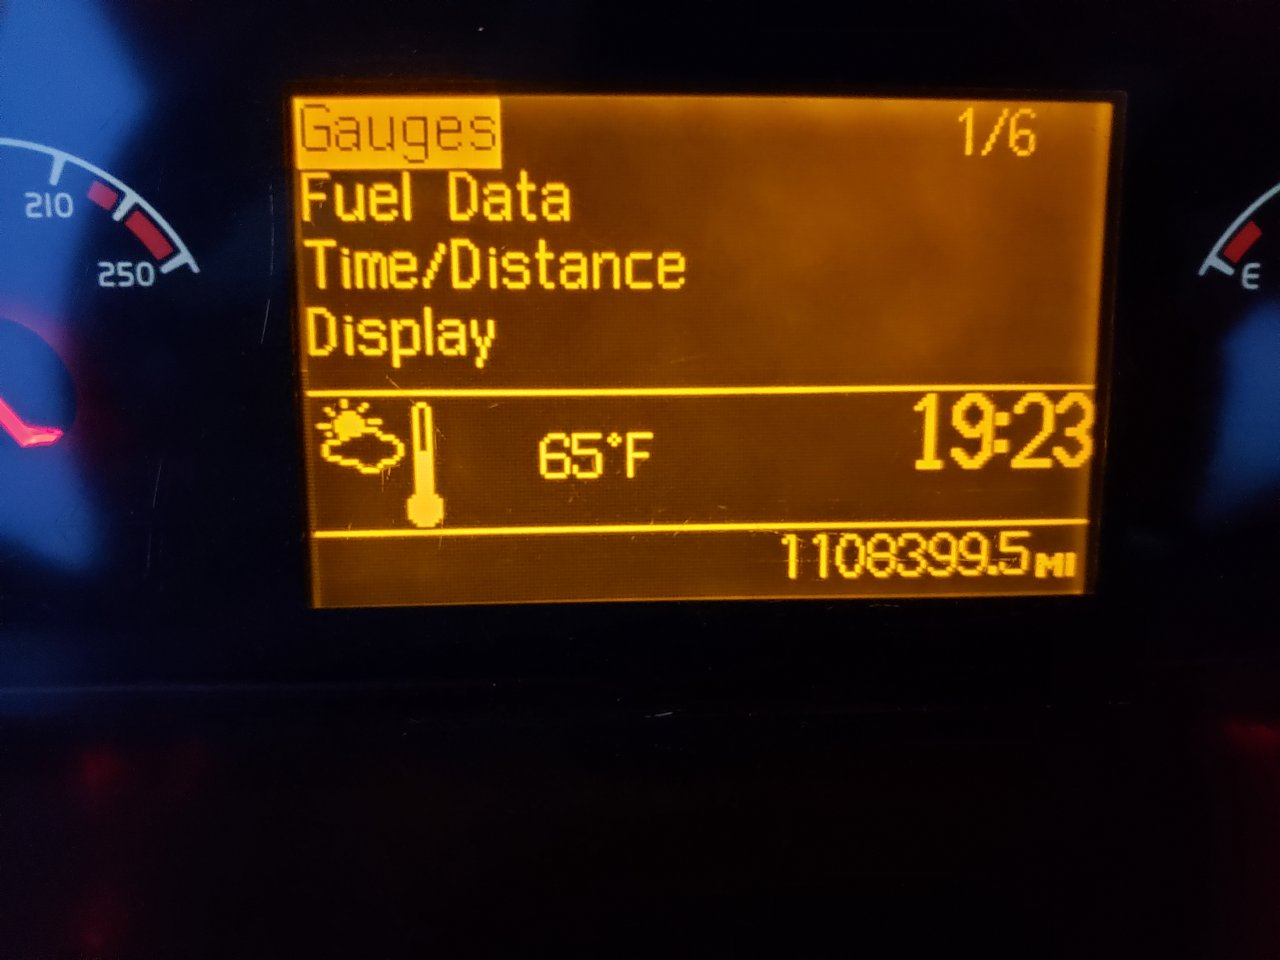 Gauges 1/6
Fuel Data
Time/Distance
Display
65°F 19:23
1108399.5 MI
210
250
E